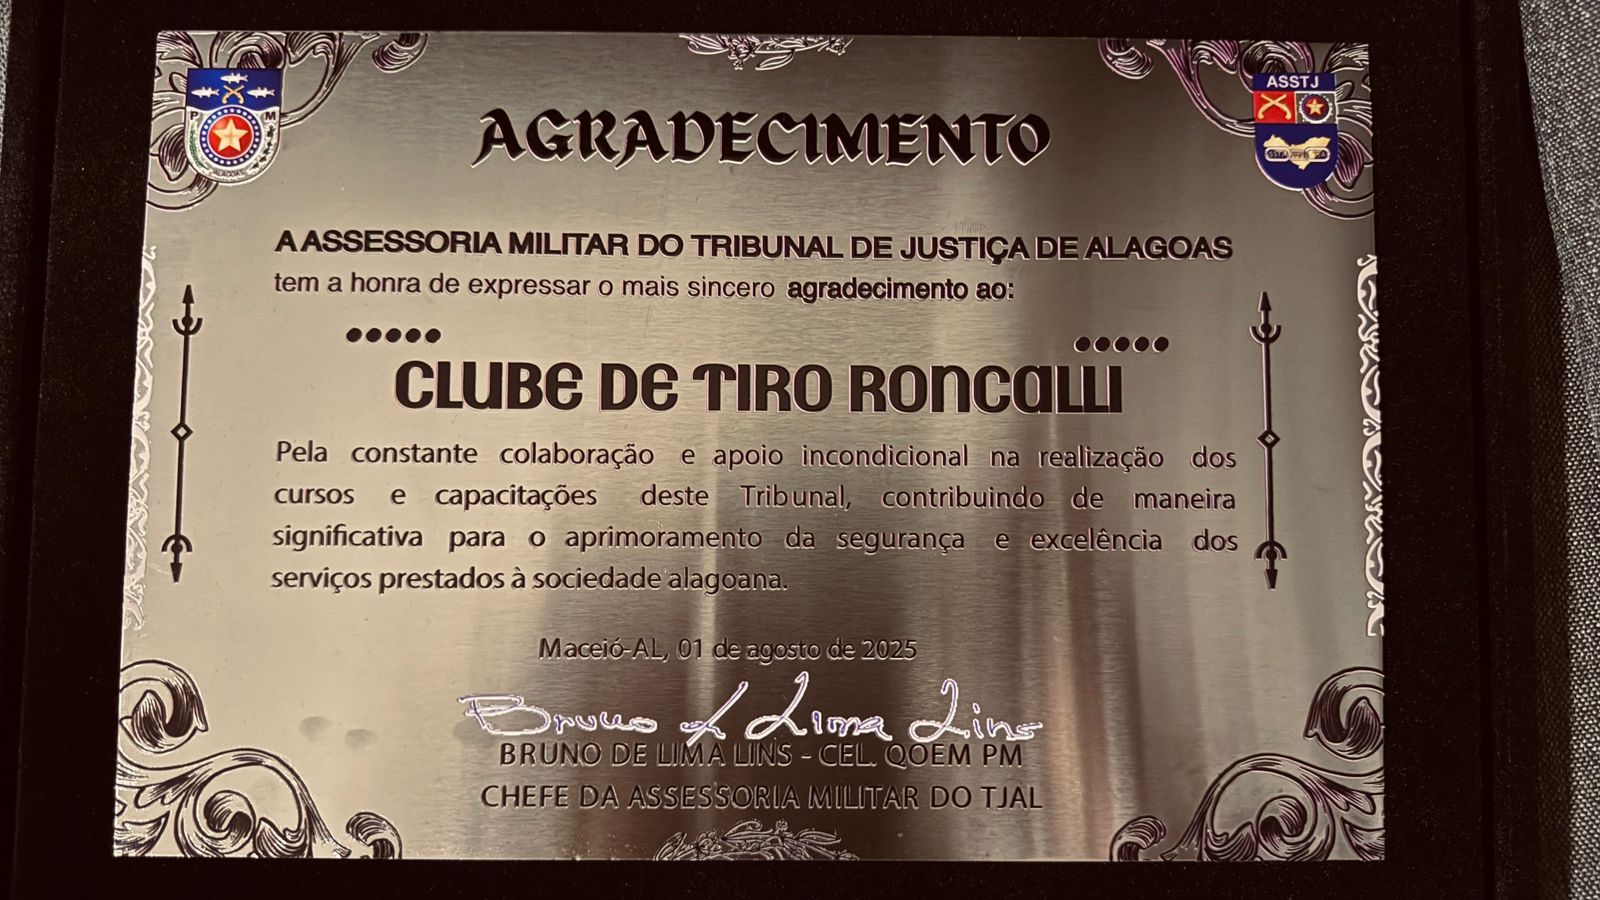 P M
ALAGOAS
ASSTJ
AGRADECIMENTO
A ASSESSORIA MILITAR DO TRIBUNAL DE JUSTIÇA DE ALAGOAS
tem a honra de expressar o mais sincero agradecimento ao:
CLUBE DE TIRO RONCALLI
Pela constante colaboração e apoio incondicional na realização dos
cursos e capacitações deste Tribunal, contribuindo de maneira
significativa para o aprimoramento da segurança e excelência dos
serviços prestados à sociedade alagoana.
Maceió-AL, 01 de agosto de 2025
Bruno d Lima Lins
BRUNO DE LIMA LINS - CEL. QOEM PM
CHEFE DA ASSESSORIA MILITAR DO TJAL